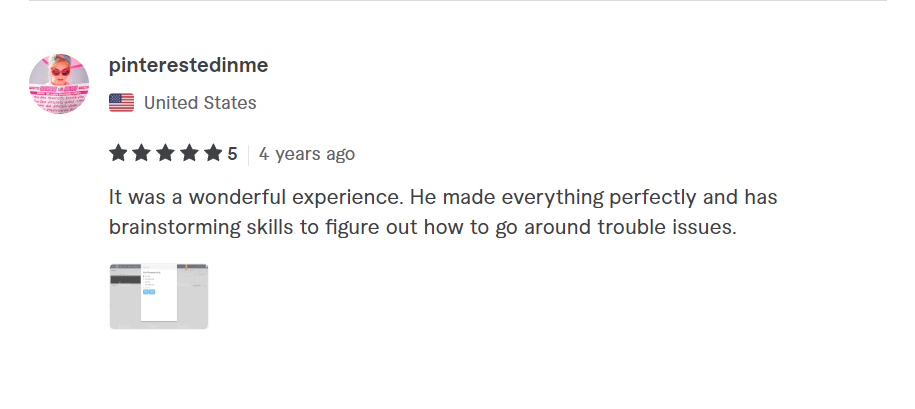 pinterestedinme
United States
5
4 years ago
It was a wonderful experience. He made everything perfectly and has
brainstorming skills to figure out how to go around trouble issues.